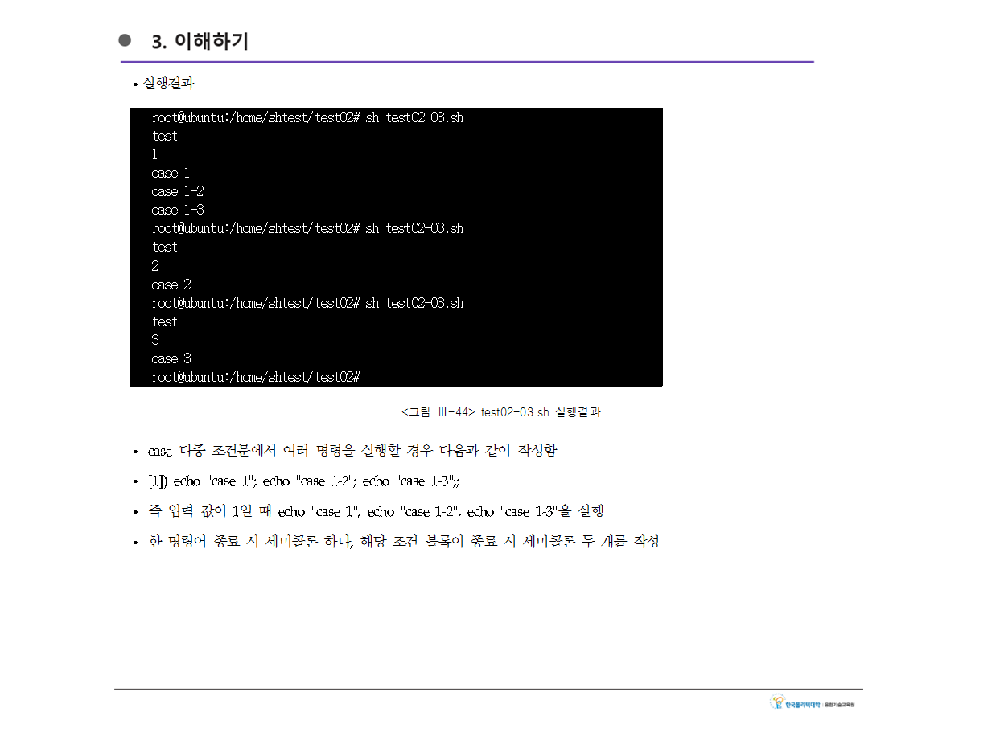 ● 3. 이해하기
• 실행결과
root@ubuntu:/home/shtest/test02# sh test02-03.sh
test
1
case 1
case 1-2
case 1-3
root@ubuntu:/home/shtest/test02# sh test02-03.sh
test
2
case 2
root@ubuntu:/home/shtest/test02# sh test02-03.sh
test
3
case 3
root@ubuntu:/home/shtest/test02#
<그림 III-44> test02-03.sh 실행결과
• case 다중 조건문에서 여러 명령을 실행할 경우 다음과 같이 작성함
• [1]) echo "case 1"; echo "case 1-2"; echo "case 1-3";;
• 즉 입력 값이 1일 때 echo "case 1", echo "case 1-2", echo "case 1-3"을 실행
• 한 명령어 종료 시 세미콜론 하나, 해당 조건 블록이 종료 시 세미콜론 두 개를 작성
한국폴리텍대학 | 융합기술교육원